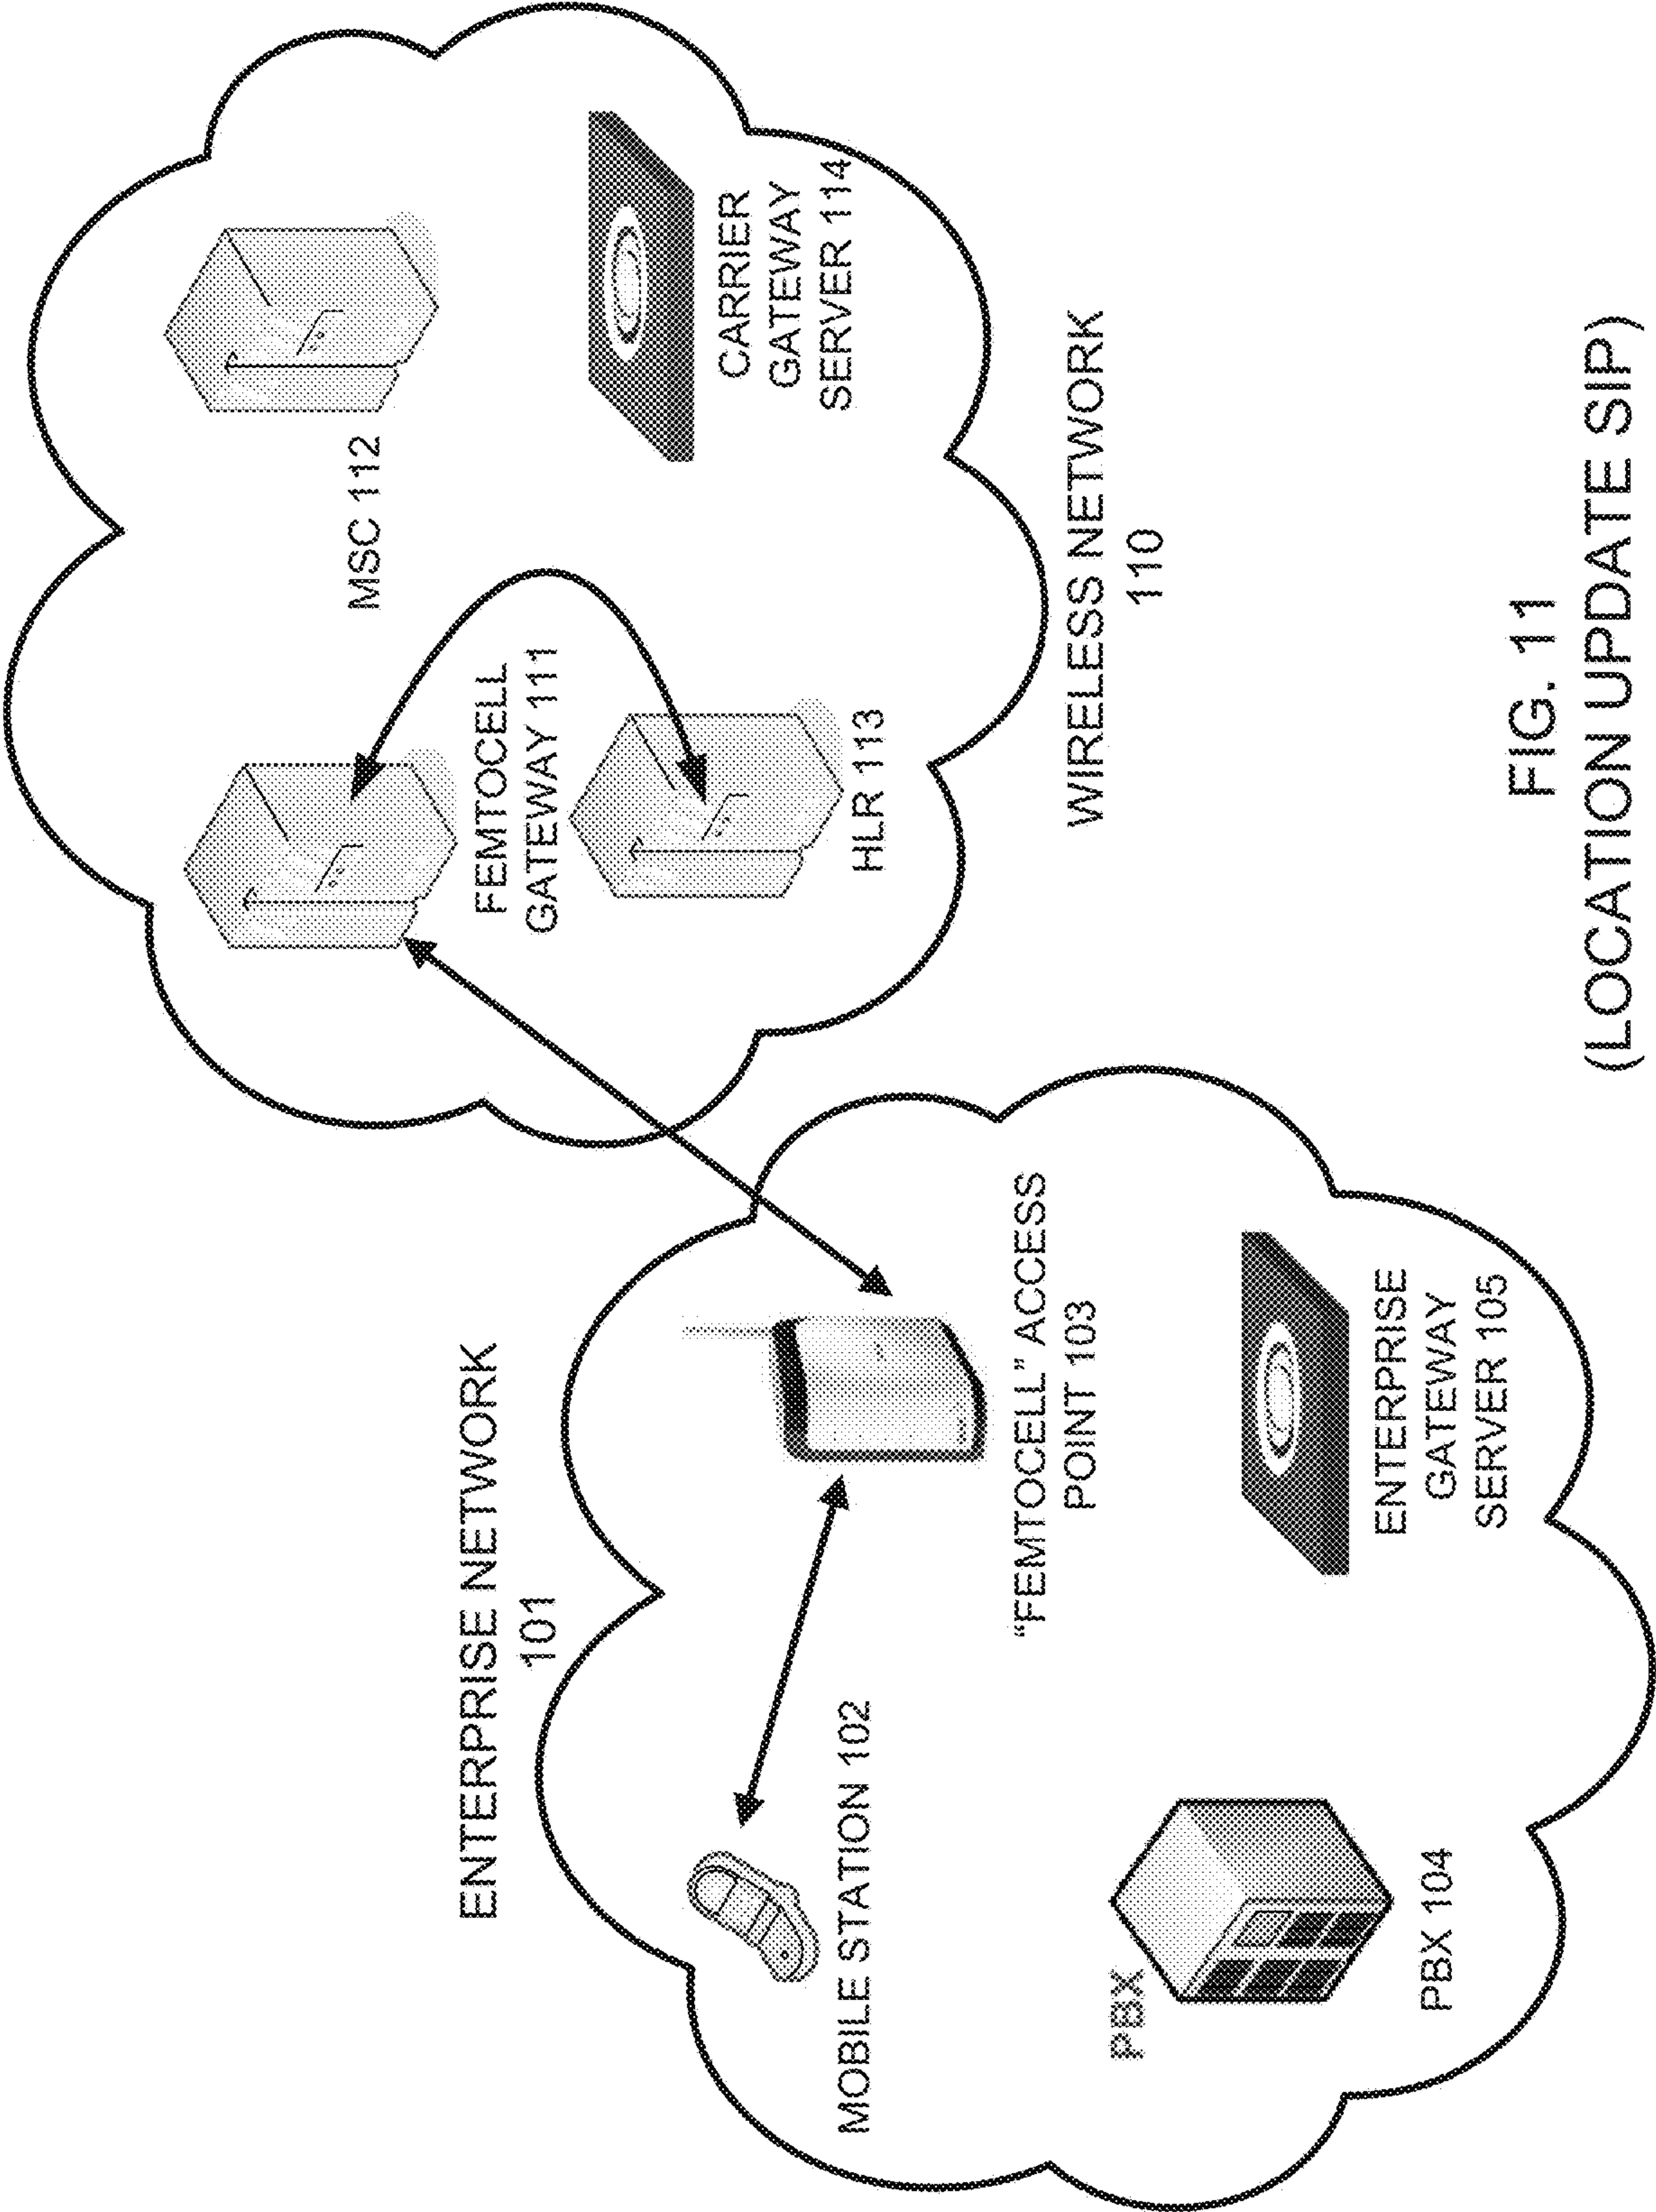 ENTERPRISE NETWORK
101
MOBILE STATION 102
"FEMTOCELL" ACCESS
POINT 103
PBX
PBX 104
ENTERPRISE
GATEWAY
SERVER 105
MSC 112
FEMTOCELL
GATEWAY 111
HLR 113
CARRIER
GATEWAY
SERVER 114
WIRELESS NETWORK
110
FIG. 11
(LOCATION UPDATE SIP)